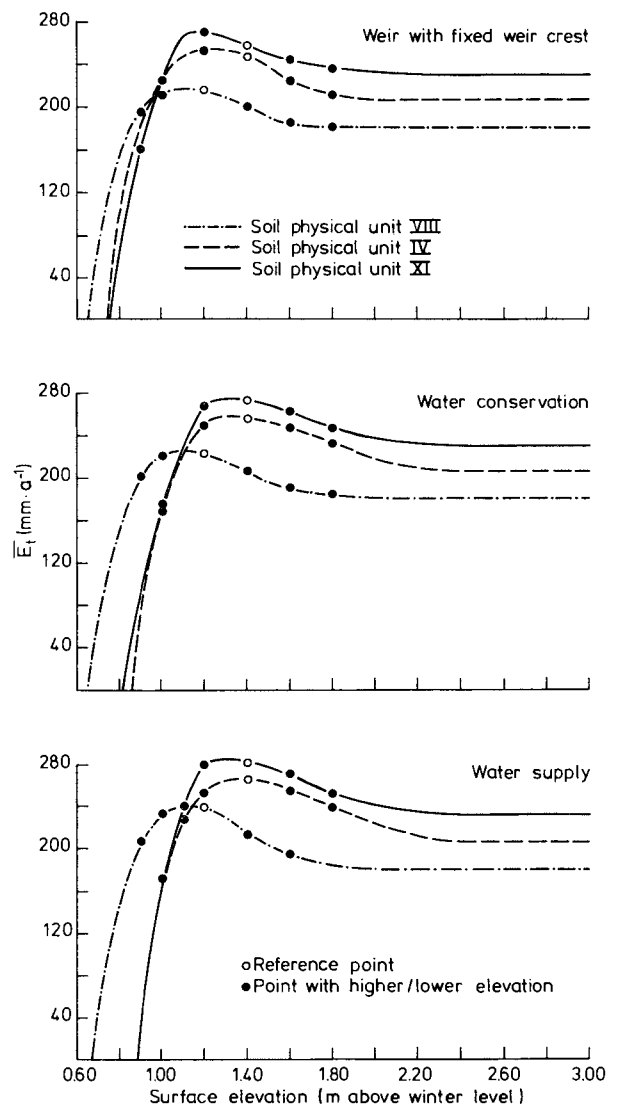 280
Weir with fixed weir crest
200
120
Soil physical unit VIII
Soil physical unit IV
40
Soil physical unit XI
280
Water conservation
200
Ēt (mm·a⁻¹)
120
40
280
Water supply
200
120
Reference point
Point with higher/lower elevation
40
0.60 1.00 1.40 1.80 2.20 2.60 3.00
Surface elevation (m above winter level)